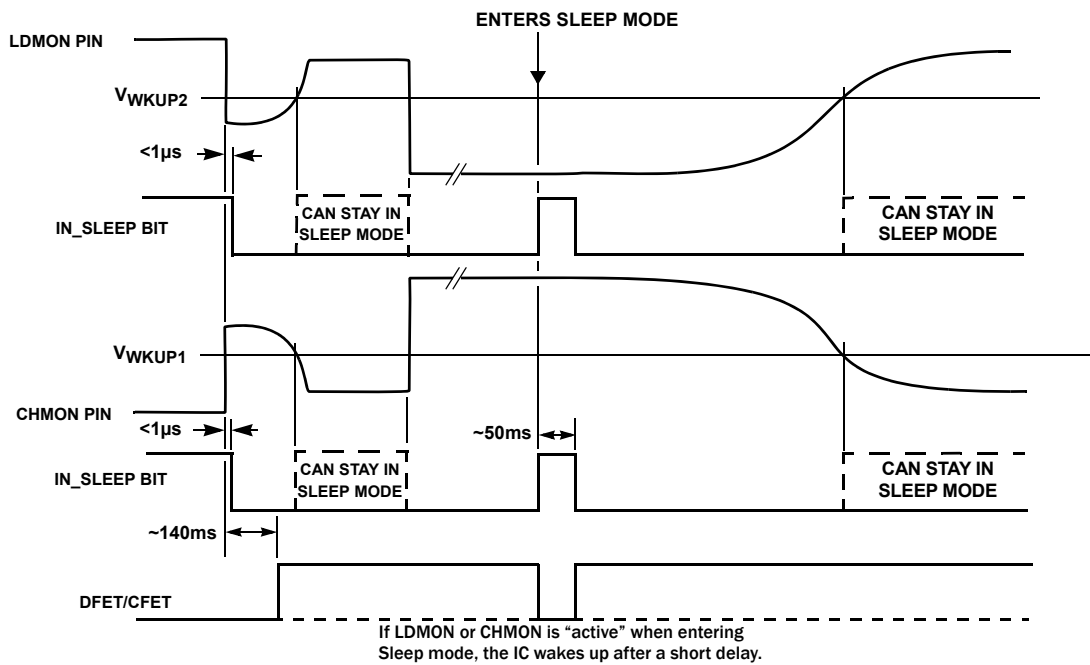 ENTERS SLEEP MODE
LDMON PIN
VWKUP2
<1µs
IN_SLEEP BIT
CAN STAY IN
SLEEP MODE
CAN STAY IN
SLEEP MODE
VWKUP1
CHMON PIN
<1µs
~50ms
IN_SLEEP BIT
CAN STAY IN
SLEEP MODE
CAN STAY IN
SLEEP MODE
~140ms
DFET/CFET
If LDMON or CHMON is “active” when entering
Sleep mode, the IC wakes up after a short delay.